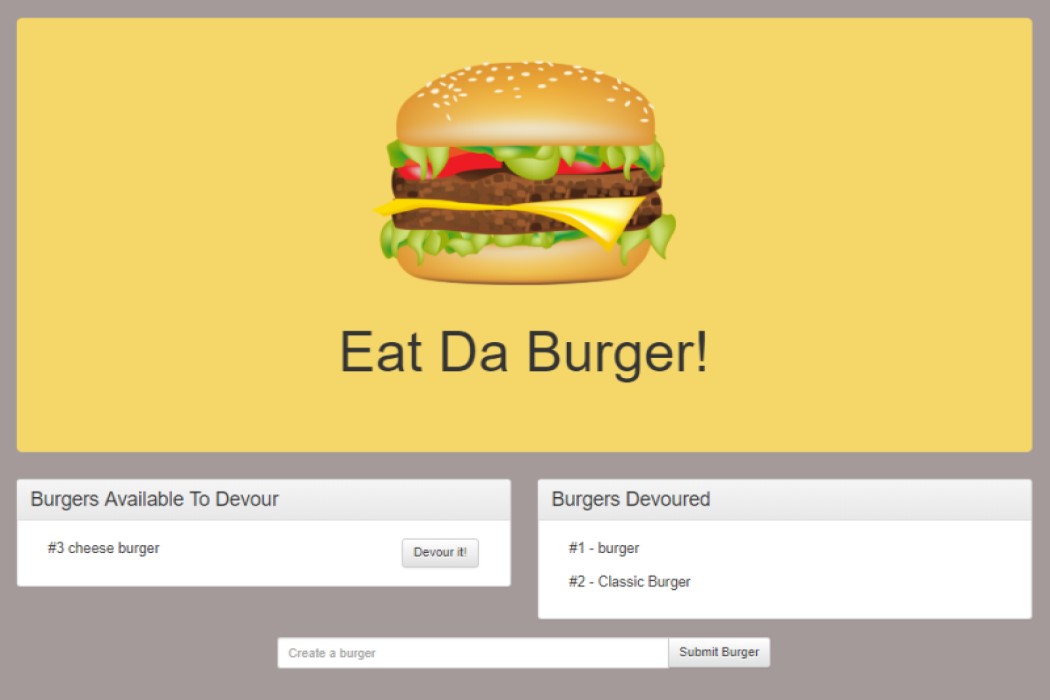 Eat Da Burger!
Burgers Available To Devour
#3 cheese burger
Devour it!
Burgers Devoured
#1 - burger
#2 - Classic Burger
Create a burger
Submit Burger